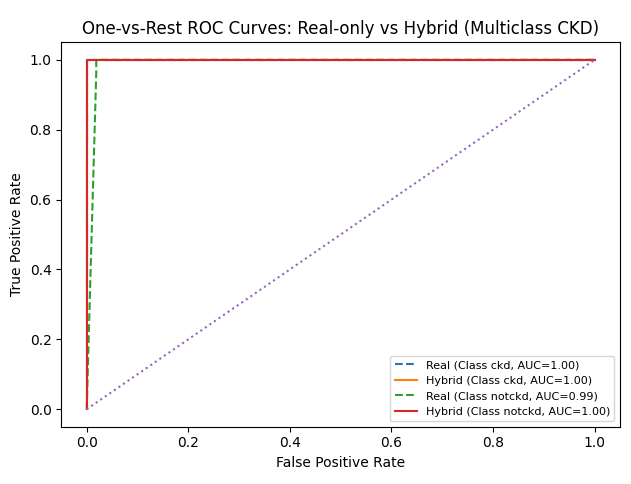 One-vs-Rest ROC Curves: Real-only vs Hybrid (Multiclass CKD)
1.0
0.8
0.6
0.4
0.2
0.0
True Positive Rate
Real (Class ckd, AUC=1.00)
Hybrid (Class ckd, AUC=1.00)
Real (Class notckd, AUC=0.99)
Hybrid (Class notckd, AUC=1.00)
0.0 0.2 0.4 0.6 0.8 1.0
False Positive Rate